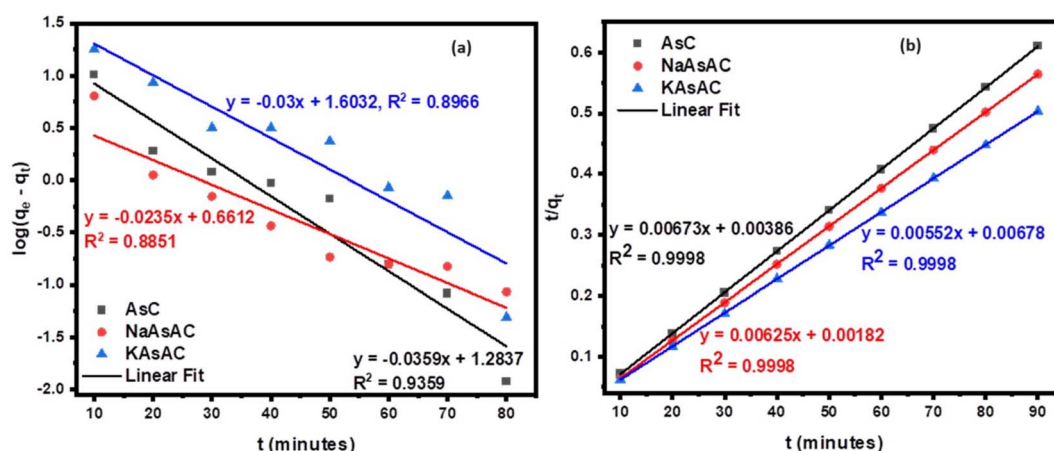 (a)
1.5
1.0
0.5
0.0
-0.5
-1.0
-1.5
-2.0
log(qₑ - qₜ)
y = -0.03x + 1.6032, R² = 0.8966
y = -0.0235x + 0.6612
R² = 0.8851
AsC
NaAsAC
KAsAC
Linear Fit
y = -0.0359x + 1.2837
R² = 0.9359
10 20 30 40 50 60 70 80
t (minutes)
AsC
NaAsAC
KAsAC
Linear Fit
(b)
0.6
0.5
0.4
0.3
0.2
0.1
t/qₜ
y = 0.00673x + 0.00386
R² = 0.9998
y = 0.00552x + 0.00678
R² = 0.9998
y = 0.00625x + 0.00182
R² = 0.9998
10 20 30 40 50 60 70 80 90
t (minutes)